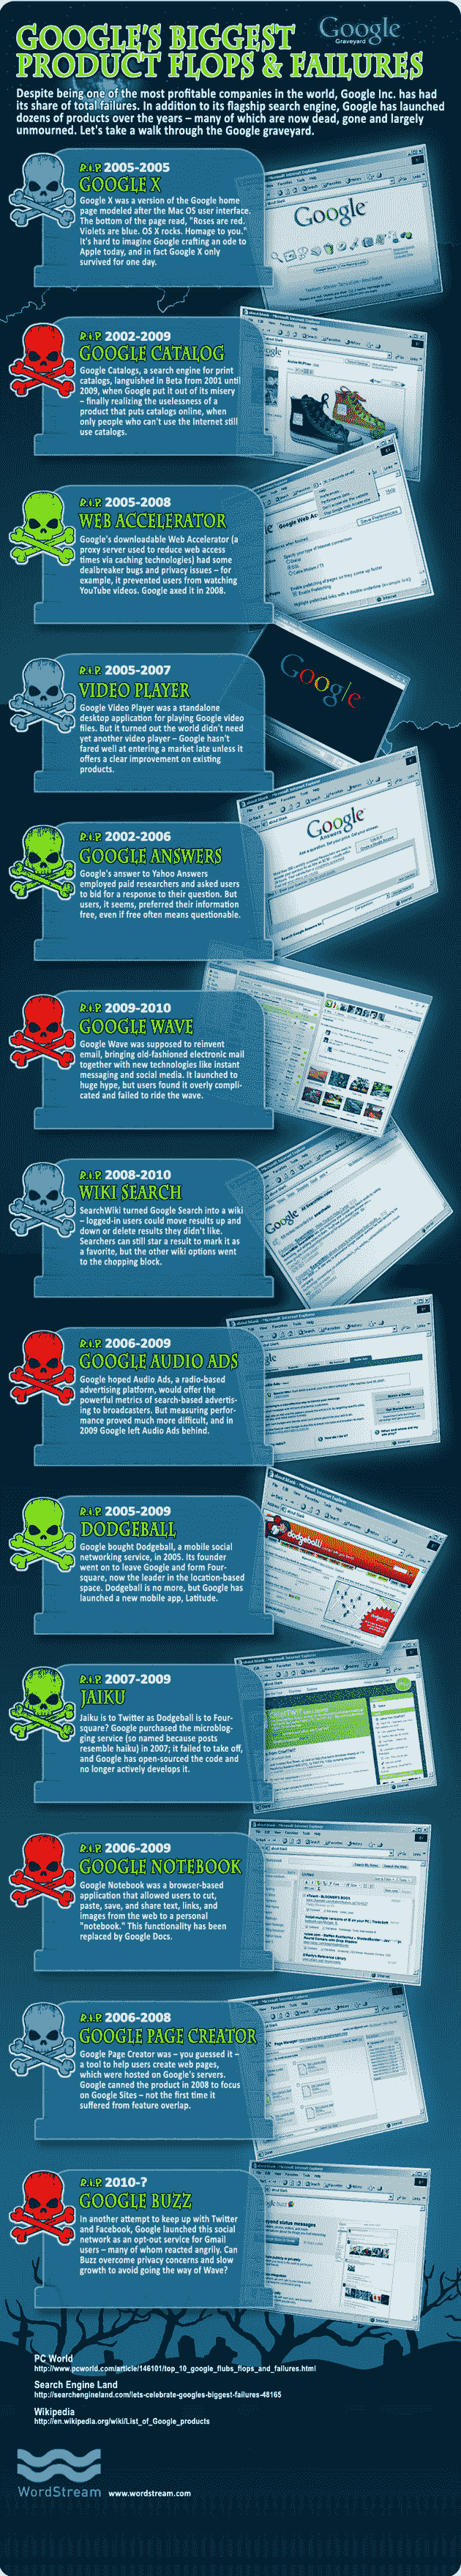 GOOGLE'S BIGGEST
PRODUCT FLOPS & FAILURES
Google
Graveyard
Despite being one of the most profitable companies in the world, Google Inc. has had
its share of total failures. In addition to its flagship search engine, Google has launched
dozens of products over the years – many of which are now dead, gone and largely
unmourned. Let's take a walk through the Google graveyard.
R.I.P. 2005-2005
GOOGLE X
Google X was a version of the Google home
page modeled after the Mac OS user interface.
The bottom of the page read, "Roses are red.
Violets are blue. OS X rocks. Homage to you."
It's hard to imagine Google crafting an ode to
Apple today, and in fact Google X only
survived for one day.
Google
R.I.P. 2002-2009
GOOGLE CATALOG
Google Catalogs, a search engine for print
catalogs, languished in Beta from 2001 until
2009, when Google put it out of its misery
– finally realizing the uselessness of a
product that puts catalogs online, when
only people who can't use the Internet still
use catalogs.
R.I.P. 2005-2008
WEB ACCELERATOR
Google's downloadable Web Accelerator (a
proxy server used to reduce web access
times via caching technologies) had some
dealbreaker bugs and privacy issues – for
example, it prevented users from watching
YouTube videos. Google axed it in 2008.
R.I.P. 2005-2007
VIDEO PLAYER
Google Video Player was a standalone
desktop application for playing Google video
files. But it turned out the world didn't need
yet another video player – Google hasn't
fared well at entering a market late unless it
offers a clear improvement on existing
products.
Google
R.I.P. 2002-2006
GOOGLE ANSWERS
Google's answer to Yahoo Answers
employed paid researchers and asked users
to bid for a response to their question. But
users, it seems, preferred their information
free, even if free often means questionable.
Google
Answers
R.I.P. 2009-2010
GOOGLE WAVE
Google Wave was supposed to reinvent
email, bringing old-fashioned electronic mail
together with new technologies like instant
messaging and social media. It launched to
huge hype, but users found it overly compli-
cated and failed to ride the wave.
R.I.P. 2008-2010
WIKI SEARCH
SearchWiki turned Google Search into a wiki
– logged-in users could move results up and
down or delete results they didn't like.
Searchers can still star a result to mark it as
a favorite, but the other wiki options went
to the chopping block.
Google
R.I.P. 2006-2009
GOOGLE AUDIO ADS
Google hoped Audio Ads, a radio-based
advertising platform, would offer the
powerful metrics of search-based advertis-
ing to broadcasters. But measuring perfor-
mance proved much more difficult, and in
2009 Google left Audio Ads behind.
R.I.P. 2005-2009
DODGEBALL
Google bought Dodgeball, a mobile social
networking service, in 2005. Its founder
went on to leave Google and form Four-
square, now the leader in the location-based
space. Dodgeball is no more, but Google has
launched a new mobile app, Latitude.
dodgeball
R.I.P. 2007-2009
JAIKU
Jaiku is to Twitter as Dodgeball is to Four-
square? Google purchased the microblog-
ging service (so named because posts
resemble haiku) in 2007; it failed to take off,
and Google has open-sourced the code and
no longer actively develops it.
R.I.P. 2006-2009
GOOGLE NOTEBOOK
Google Notebook was a browser-based
application that allowed users to cut,
paste, save, and share text, links, and
images from the web to a personal
"notebook." This functionality has been
replaced by Google Docs.
R.I.P. 2006-2008
GOOGLE PAGE CREATOR
Google Page Creator was – you guessed it –
a tool to help users create web pages,
which were hosted on Google's servers.
Google canned the product in 2008 to focus
on Google Sites – not the first time it
suffered from feature overlap.
R.I.P. 2010-?
GOOGLE BUZZ
In another attempt to keep up with Twitter
and Facebook, Google launched this social
network as an opt-out service for Gmail
users – many of whom reacted angrily. Can
Buzz overcome privacy concerns and slow
growth to avoid going the way of Wave?
PC World
http://www.pcworld.com/article/146101/top_10_google_flubs_flops_and_failures.html
Search Engine Land
http://searchengineland.com/lets-celebrate-googles-biggest-failures-48165
Wikipedia
http://en.wikipedia.org/wiki/List_of_Google_products
WordStream www.wordstream.com